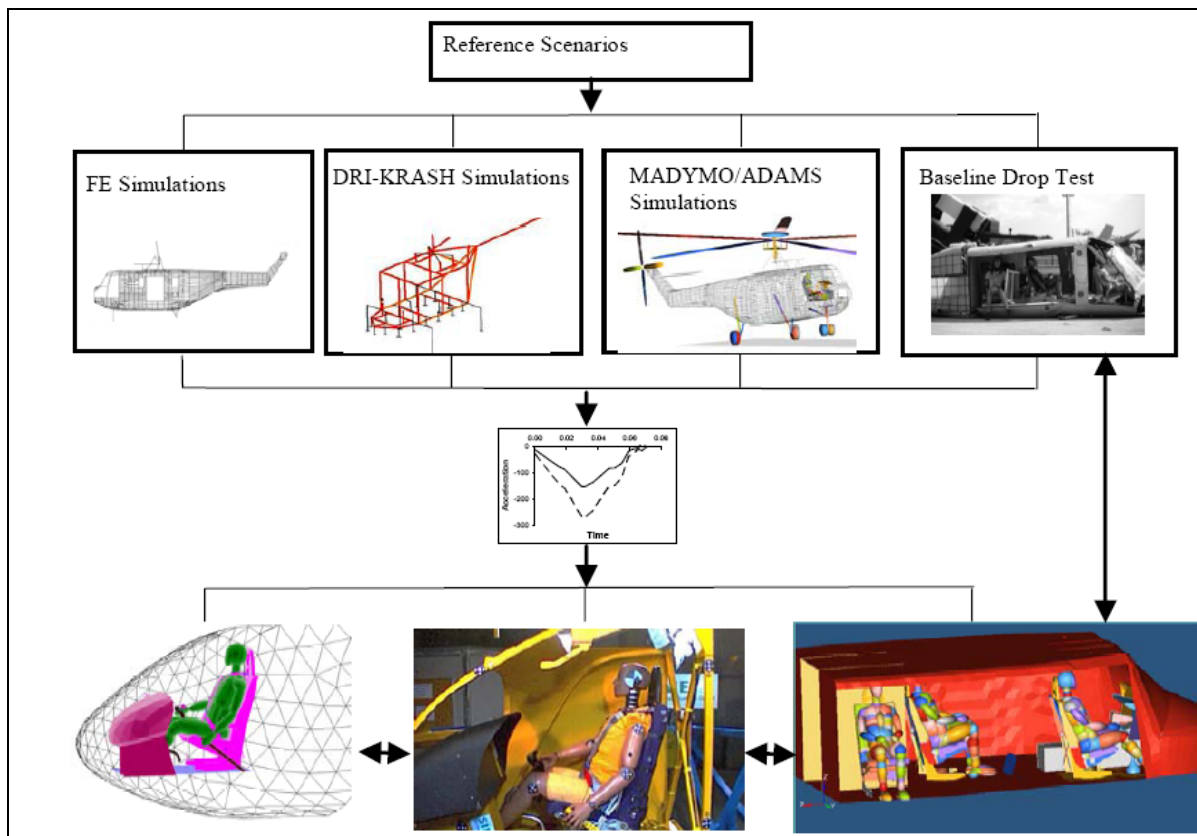 Reference Scenarios
FE Simulations
DRI-KRASH Simulations
MADYMO/ADAMS
Simulations
Baseline Drop Test
0.00 0.02 0.04 0.06 0.08
0
-100
-200
-300
Acceleration
Time